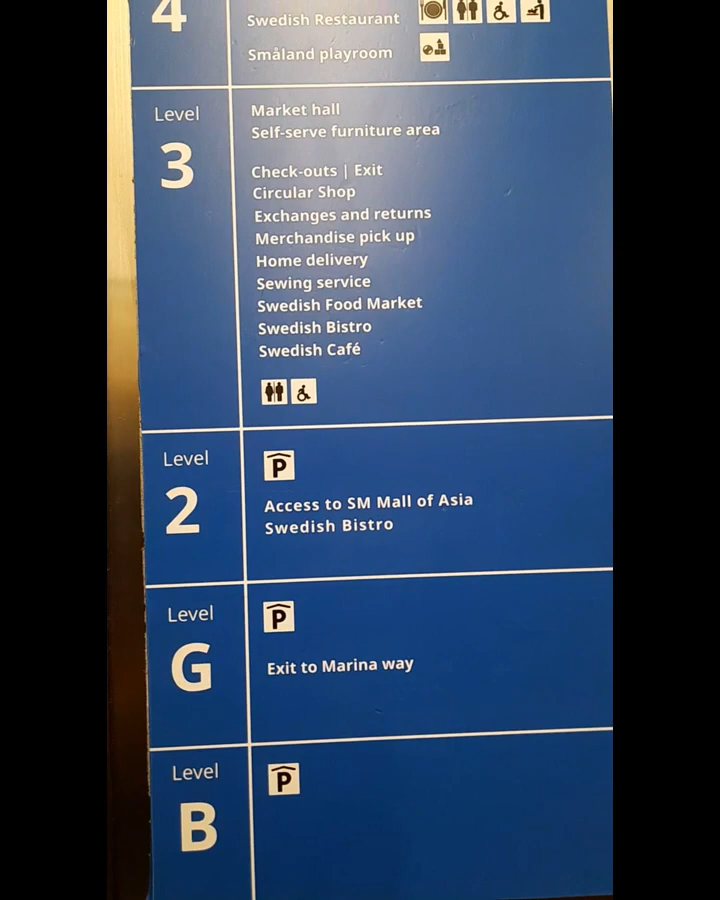 4
Swedish Restaurant
Småland playroom
Level
3
Market hall
Self-serve furniture area
Check-outs | Exit
Circular Shop
Exchanges and returns
Merchandise pick up
Home delivery
Sewing service
Swedish Food Market
Swedish Bistro
Swedish Café
Level
2
P
Access to SM Mall of Asia
Swedish Bistro
Level
G
P
Exit to Marina way
Level
B
P